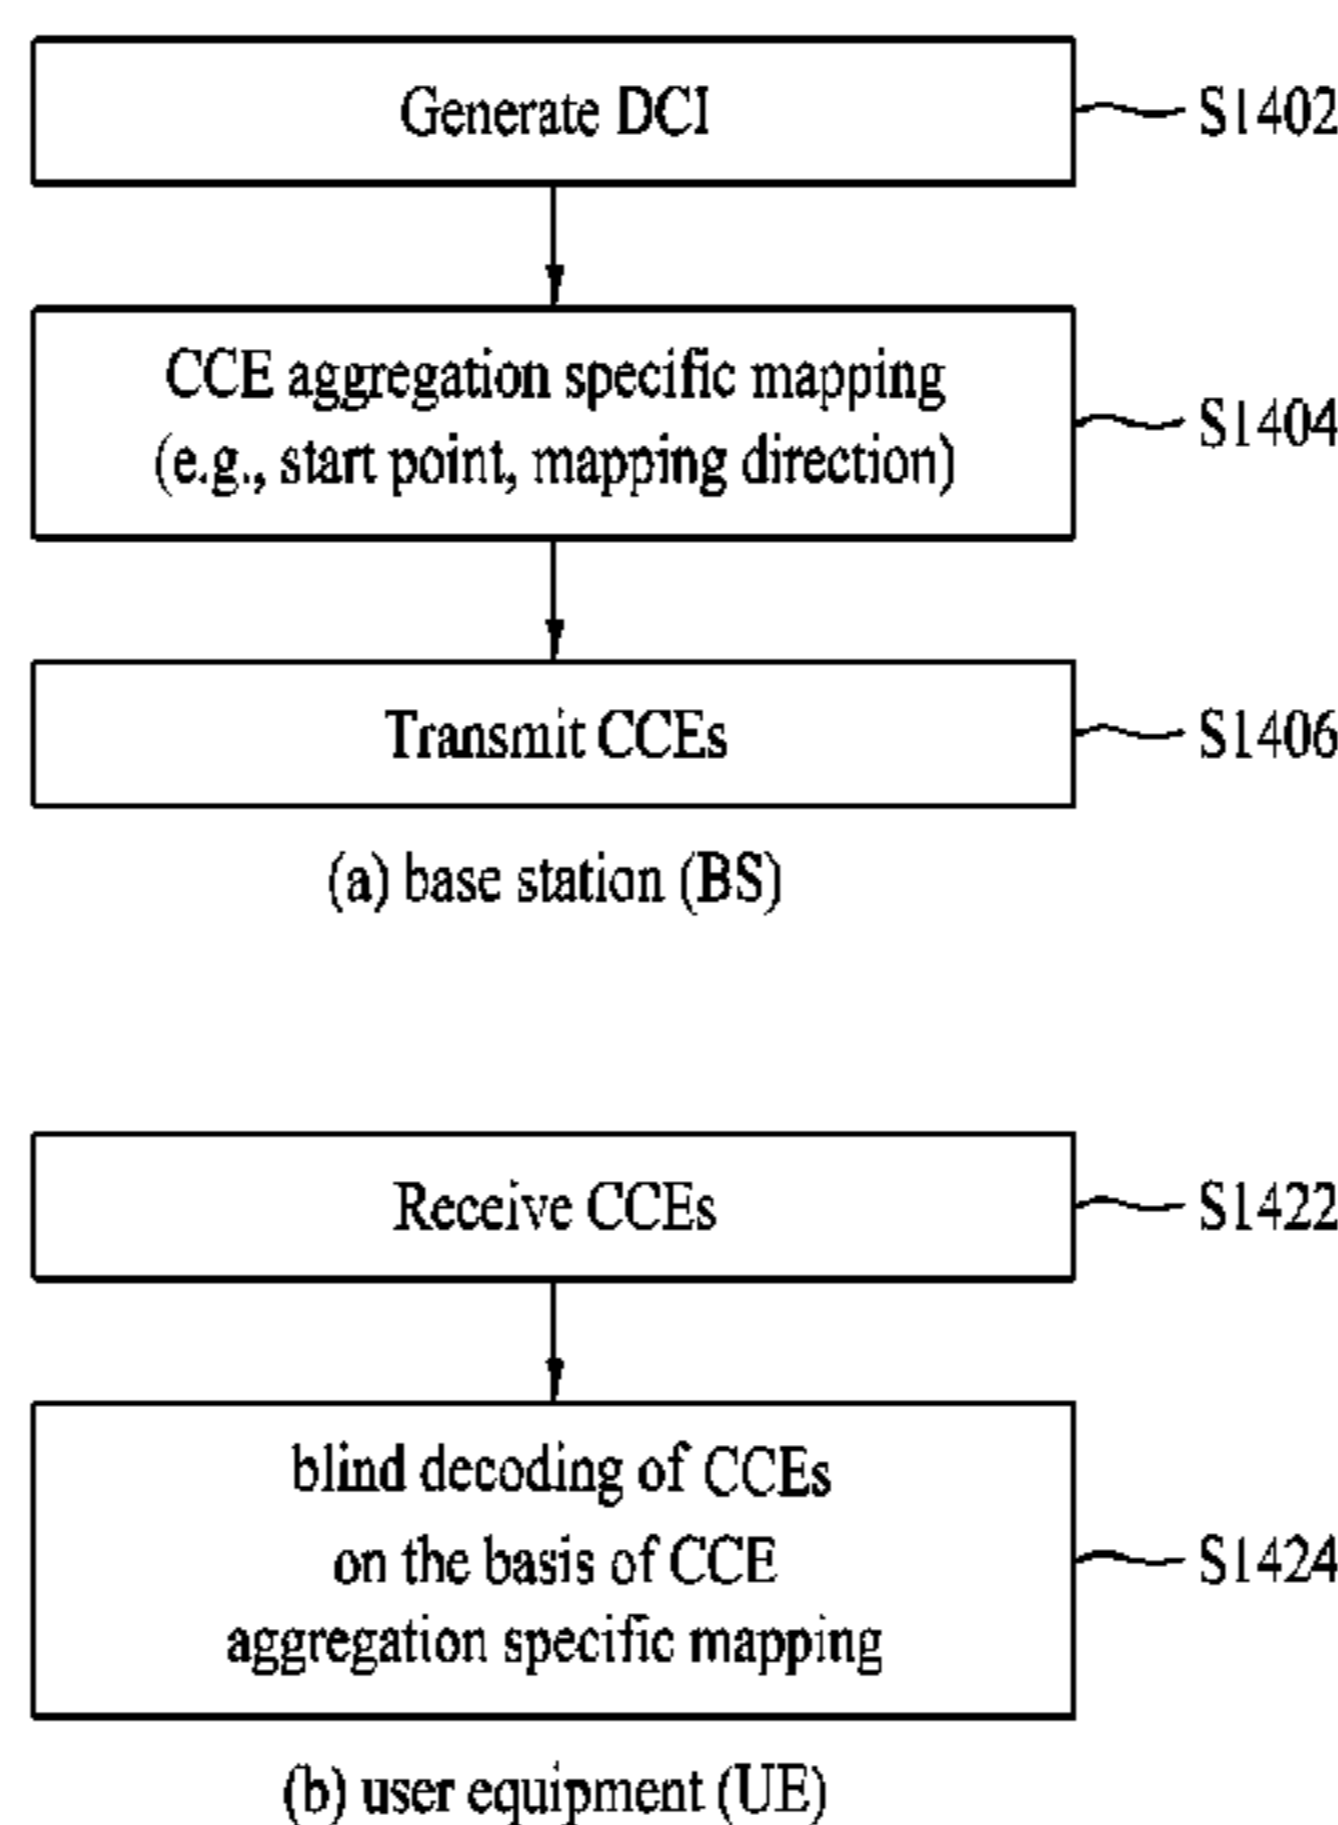 Generate DCI
S1402
CCE aggregation specific mapping
(e.g., start point, mapping direction)
S1404
Transmit CCEs
S1406
(a) base station (BS)
Receive CCEs
S1422
blind decoding of CCEs
on the basis of CCE
aggregation specific mapping
S1424
(b) user equipment (UE)